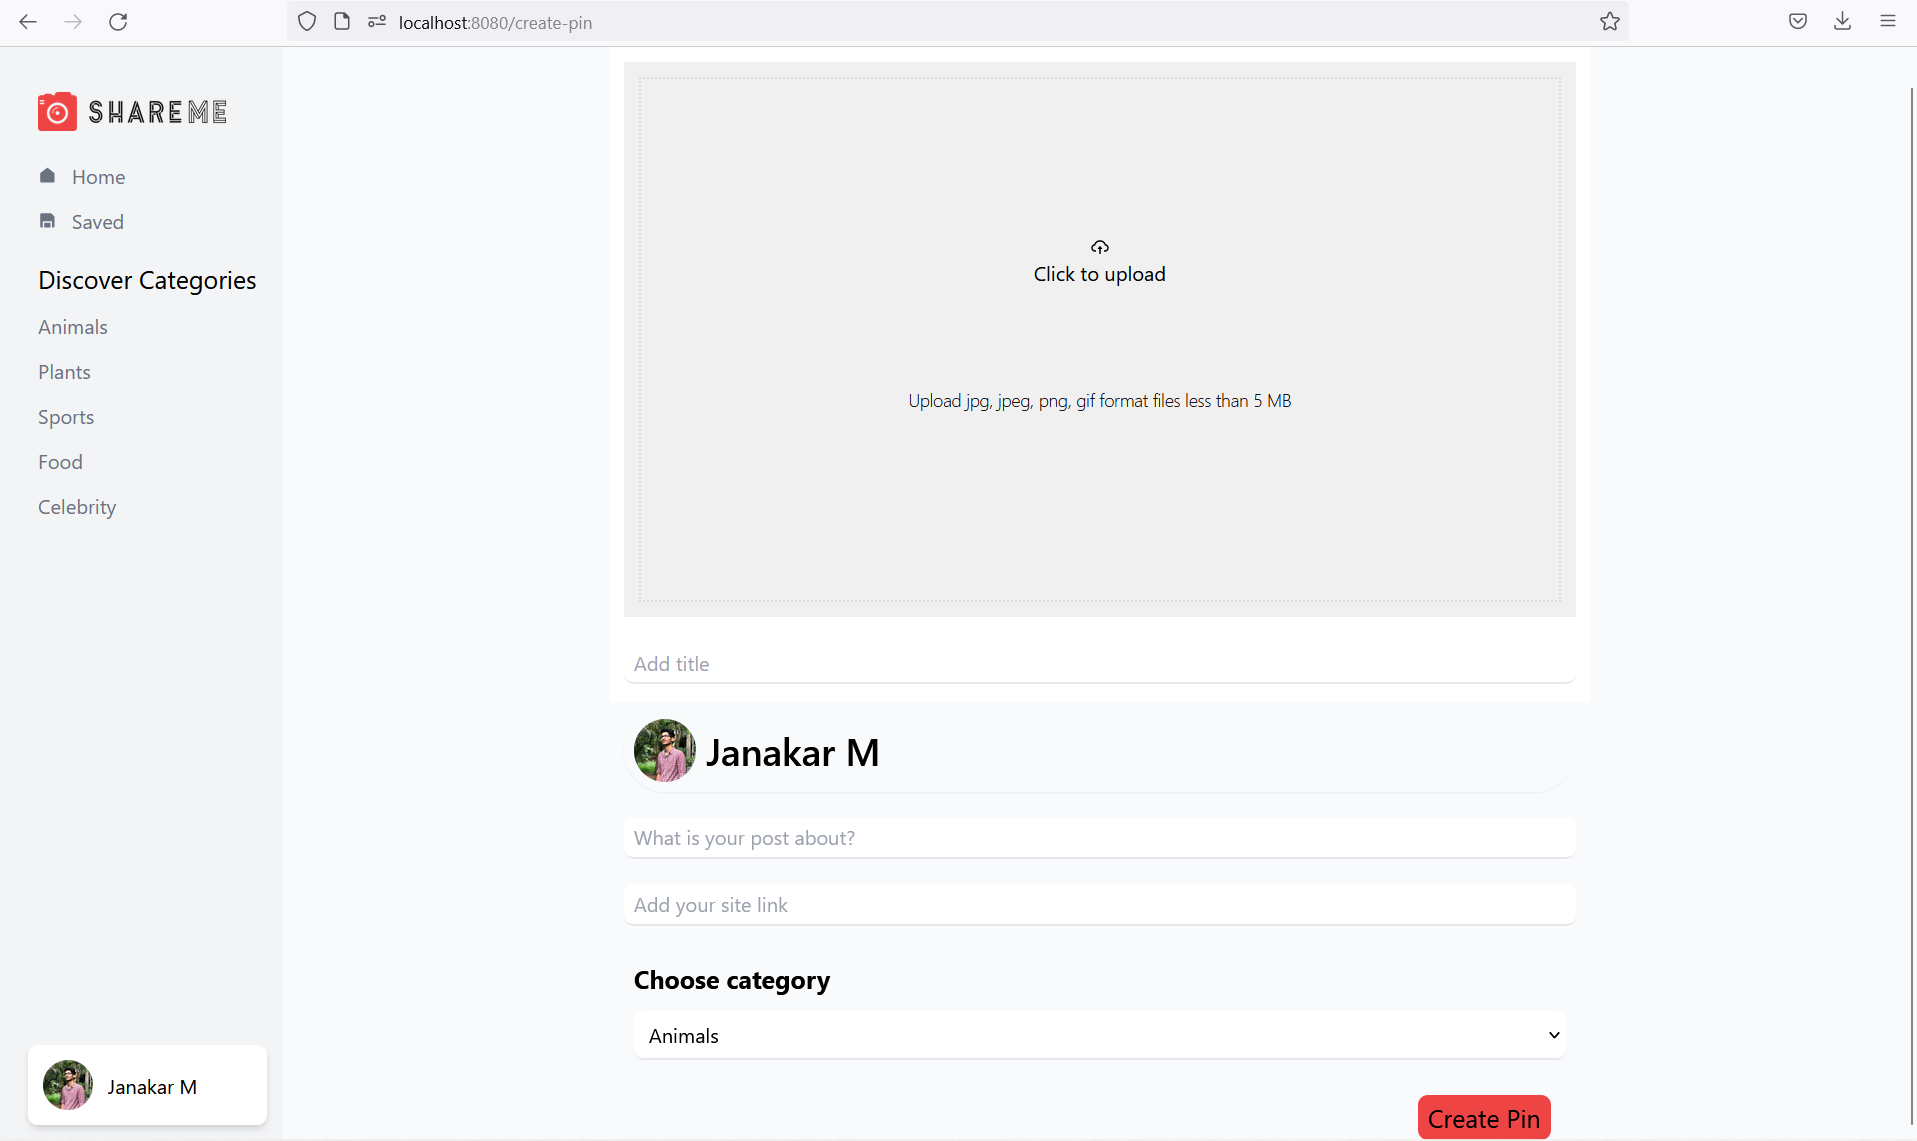 localhost:8080/create-pin
SHAREME
Home
Saved
Discover Categories
Animals
Plants
Sports
Food
Celebrity
Janakar M
Click to upload
Upload jpg, jpeg, png, gif format files less than 5 MB
Add title
Janakar M
What is your post about?
Add your site link
Choose category
Animals
Create Pin